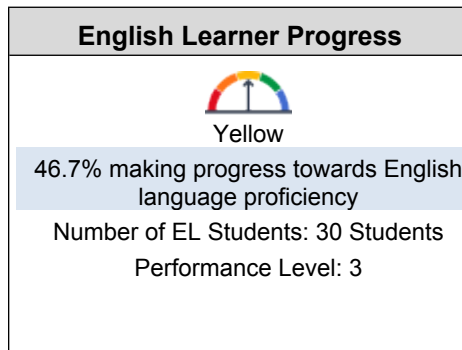 English Learner Progress
Yellow
46.7% making progress towards English
language proficiency
Number of EL Students: 30 Students
Performance Level: 3